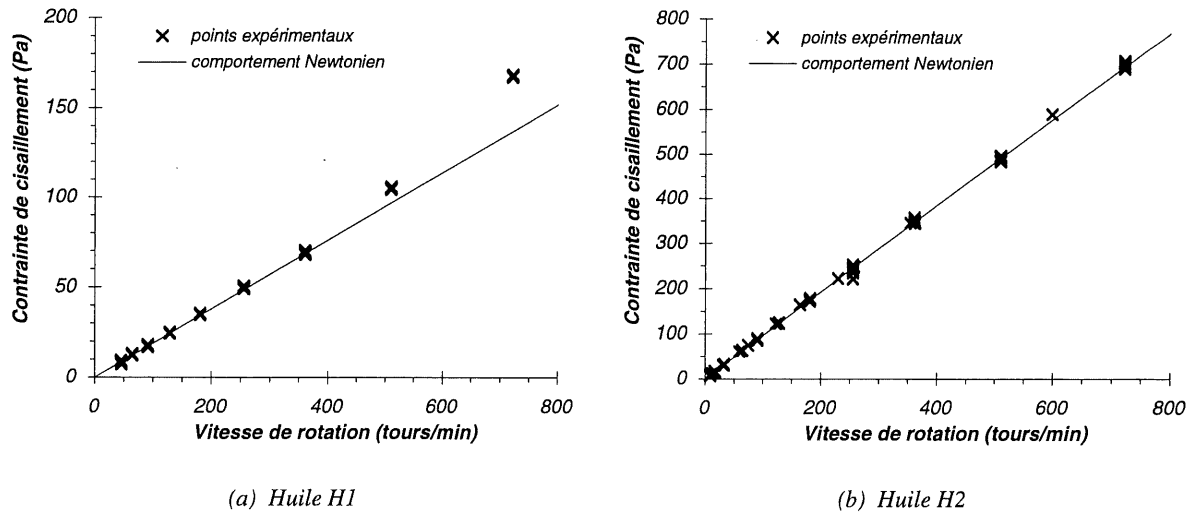 Contrainte de cisaillement (Pa)
200
150
100
50
0
points expérimentaux
comportement Newtonien
0 200 400 600 800
Vitesse de rotation (tours/min)
(a) Huile H1
Contrainte de cisaillement (Pa)
800
700
600
500
400
300
200
100
0
points expérimentaux
comportement Newtonien
0 200 400 600 800
Vitesse de rotation (tours/min)
(b) Huile H2